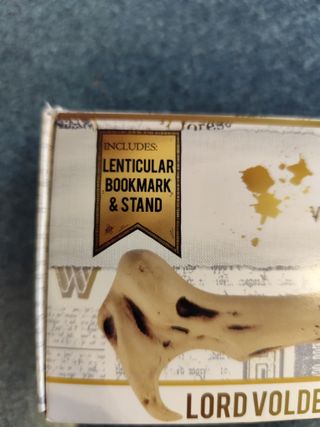 INCLUDES:
LENTICULAR
BOOKMARK
& STAND
W
LORD VOLDE